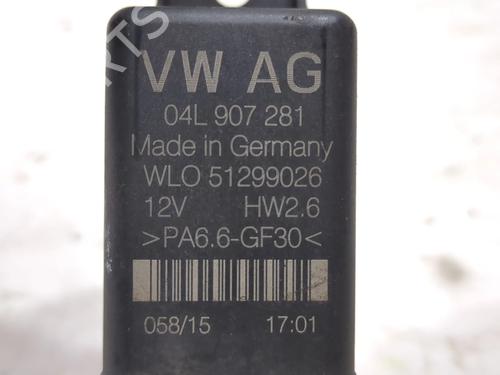 VW AG
04L 907 281
Made in Germany
WLO 51299026
12V HW2.6
>PA6.6-GF30<
058/15 17:01